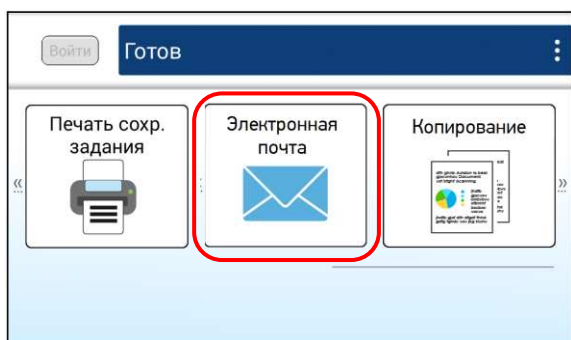 Войти
Готов
Печать сохр.
задания
Электронная
почта
Копирование
«
»